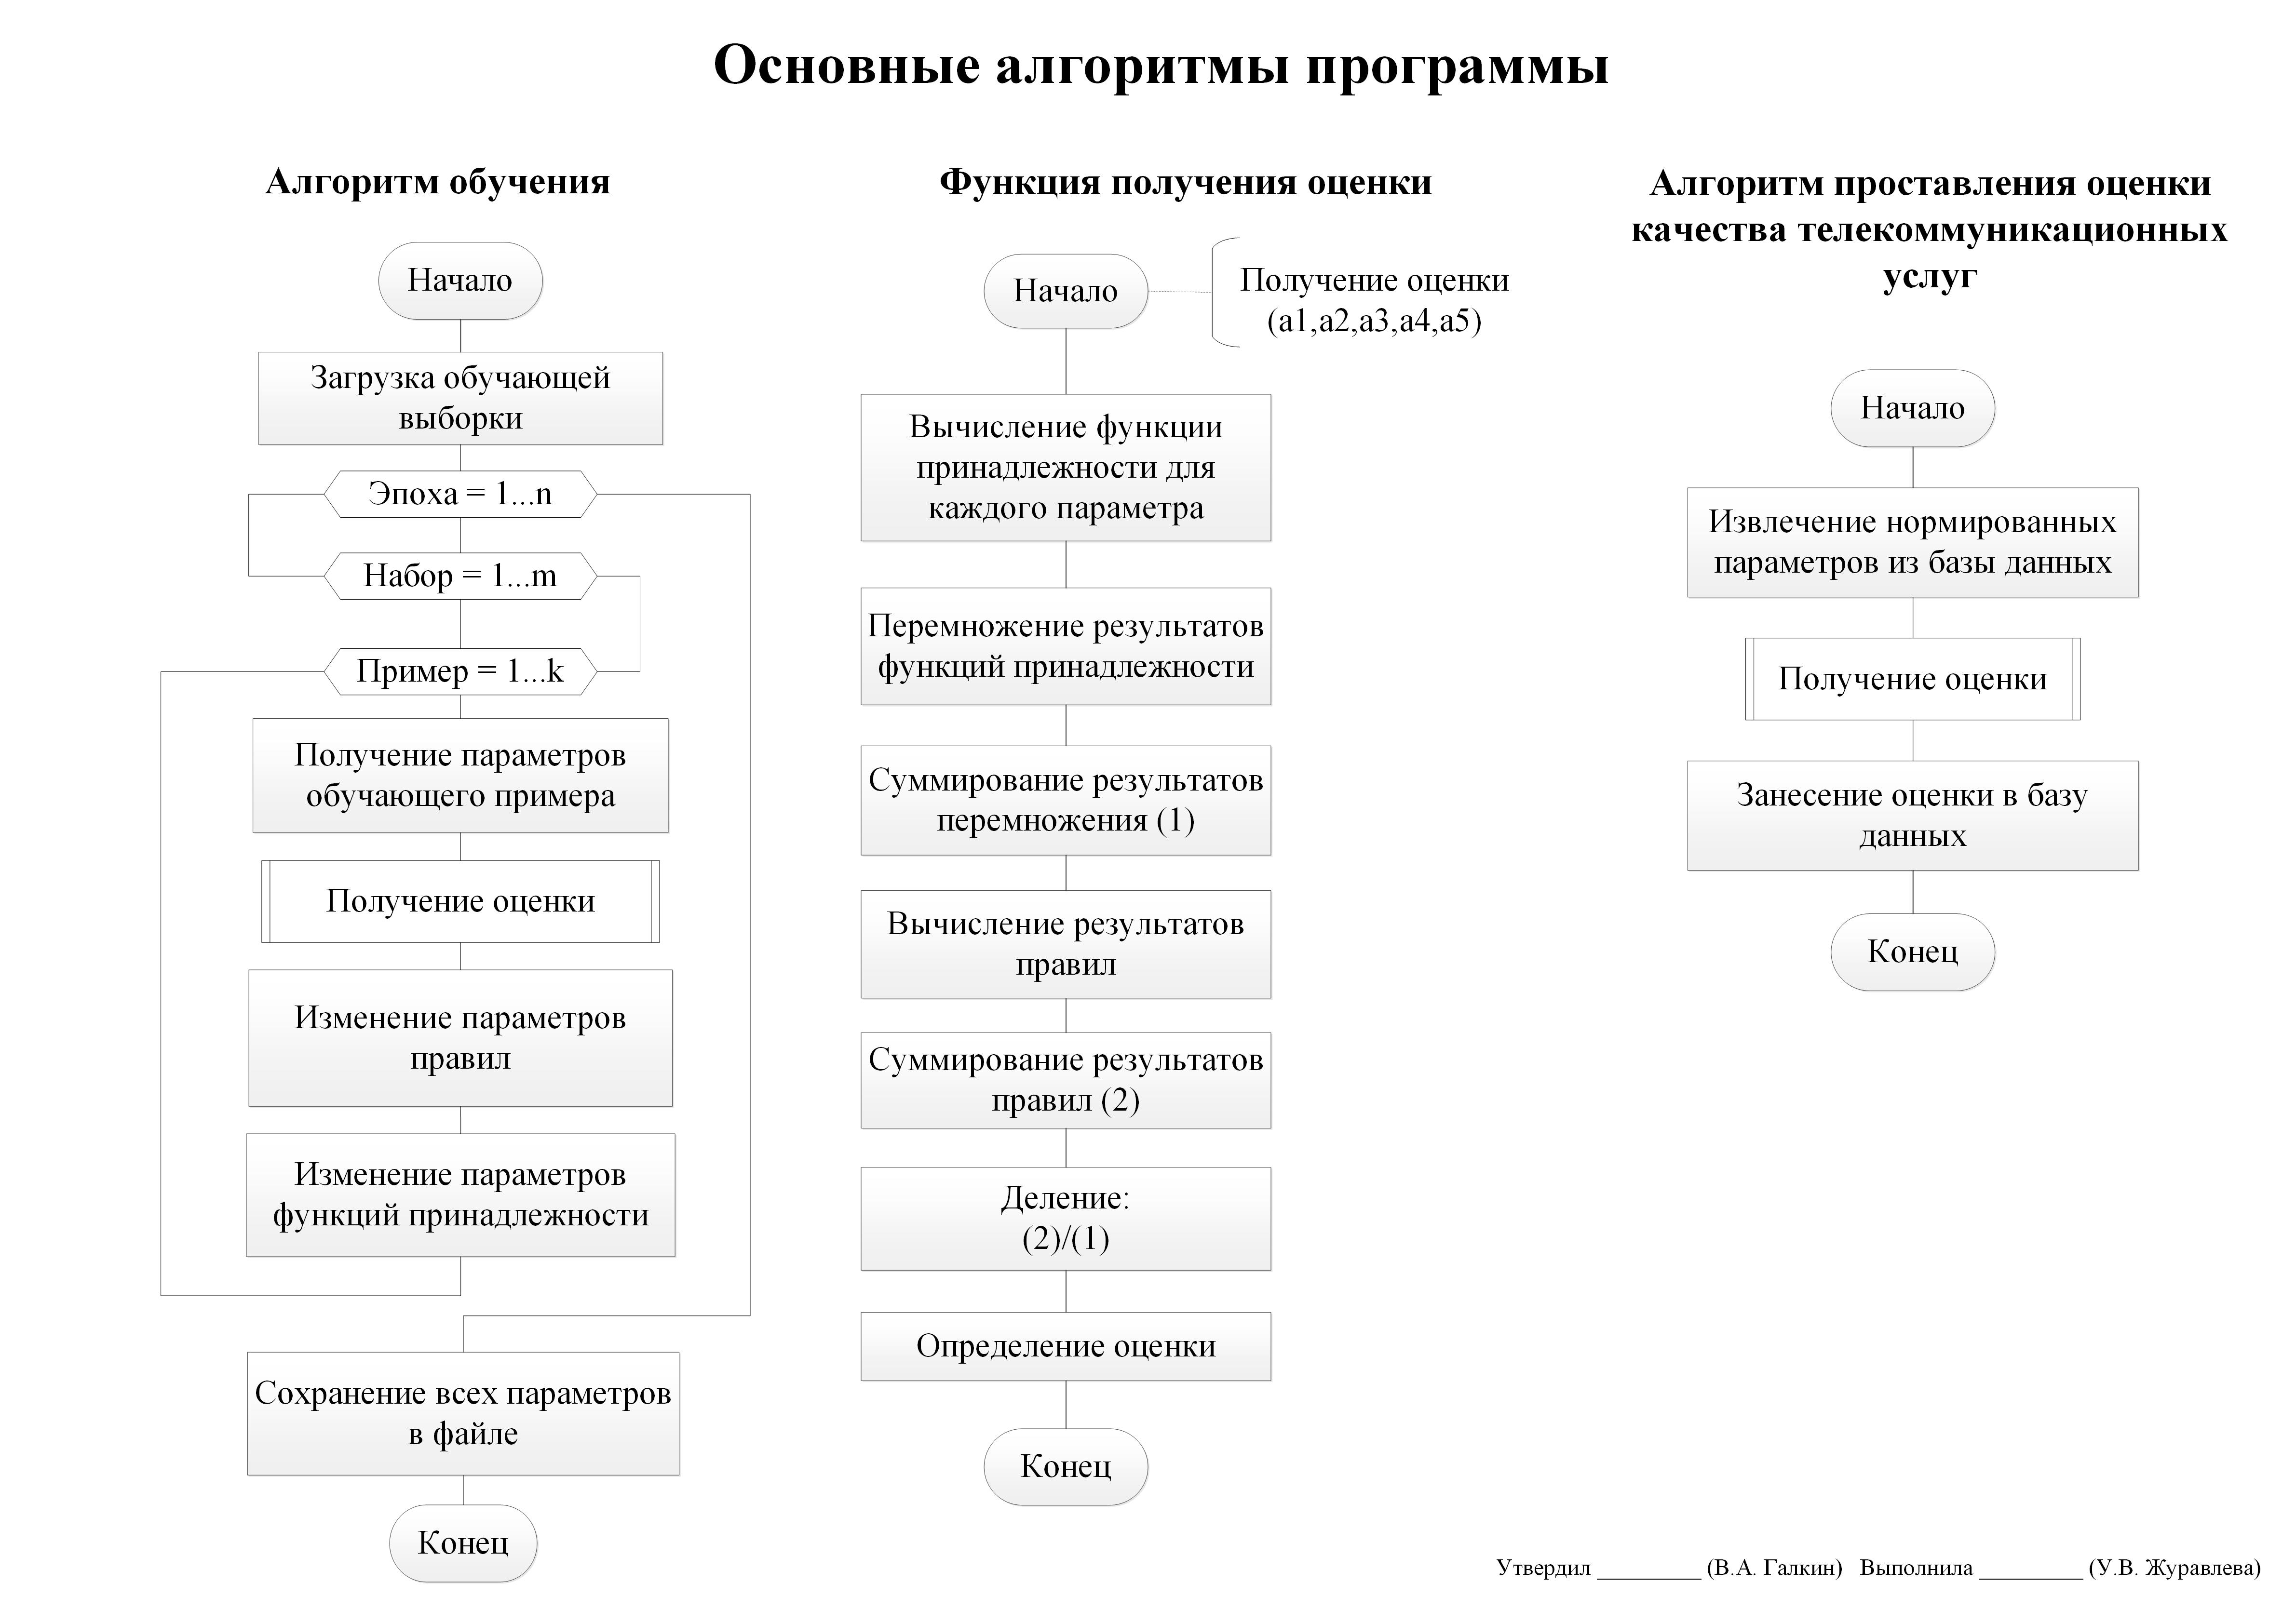 Основные алгоритмы программы
Алгоритм обучения
Начало
Загрузка обучающей
выборки
Эпоха = 1...n
Набор = 1...m
Пример = 1...k
Получение параметров
обучающего примера
Получение оценки
Изменение параметров
правил
Изменение параметров
функций принадлежности
Сохранение всех параметров
в файле
Конец
Функция получения оценки
Начало
Получение оценки
(a1,a2,a3,a4,a5)
Вычисление функции
принадлежности для
каждого параметра
Перемножение результатов
функций принадлежности
Суммирование результатов
перемножения (1)
Вычисление результатов
правил
Суммирование результатов
правил (2)
Деление:
(2)/(1)
Определение оценки
Конец
Алгоритм проставления оценки
качества телекоммуникационных
услуг
Начало
Извлечение нормированных
параметров из базы данных
Получение оценки
Занесение оценки в базу
данных
Конец
Утвердил _________ (В.А. Галкин) Выполнила _________ (У.В. Журавлева)